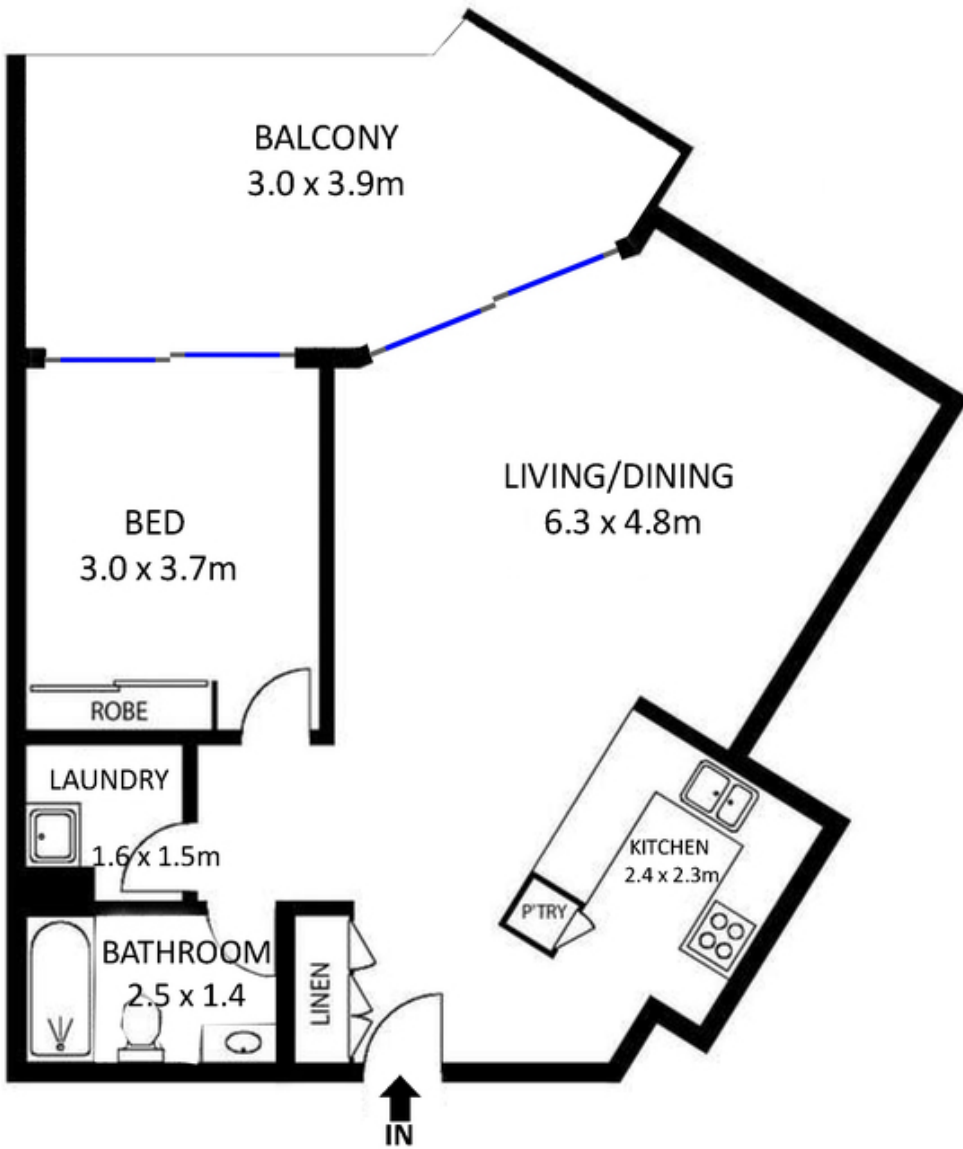 BALCONY
3.0 x 3.9m
LIVING/DINING
6.3 x 4.8m
BED
3.0 x 3.7m
ROBE
LAUNDRY
1.6 x 1.5m
KITCHEN
2.4 x 2.3m
P'TRY
BATHROOM
2.5 x 1.4
LINEN
IN